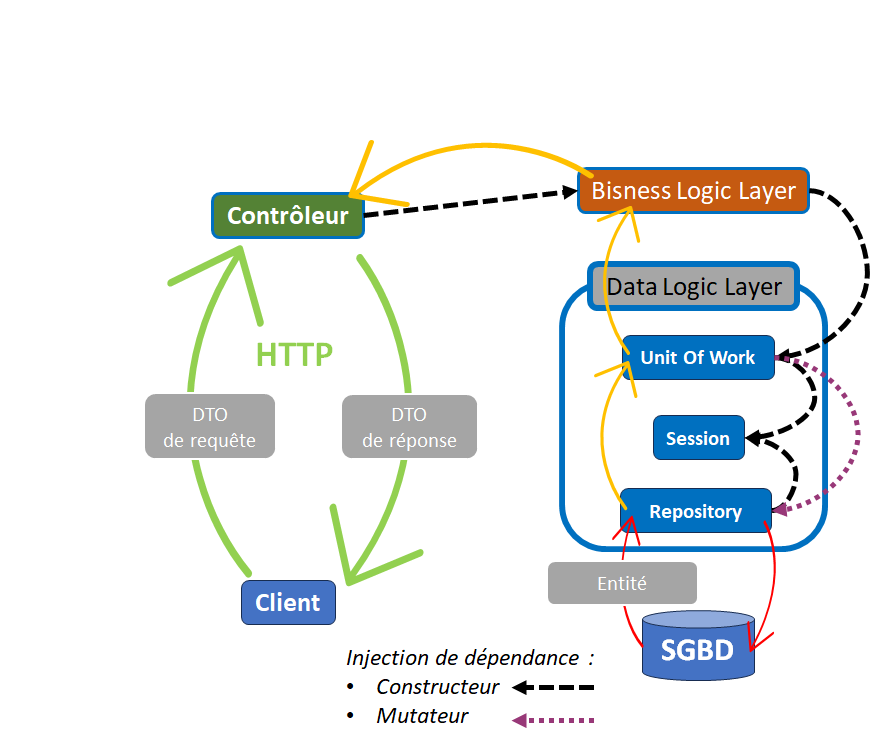 Bisness Logic Layer
Contrôleur
Data Logic Layer
HTTP
Unit Of Work
DTO
de requête
DTO
de réponse
Session
Repository
Entité
Client
SGBD
Injection de dépendance :
• Constructeur
• Mutateur